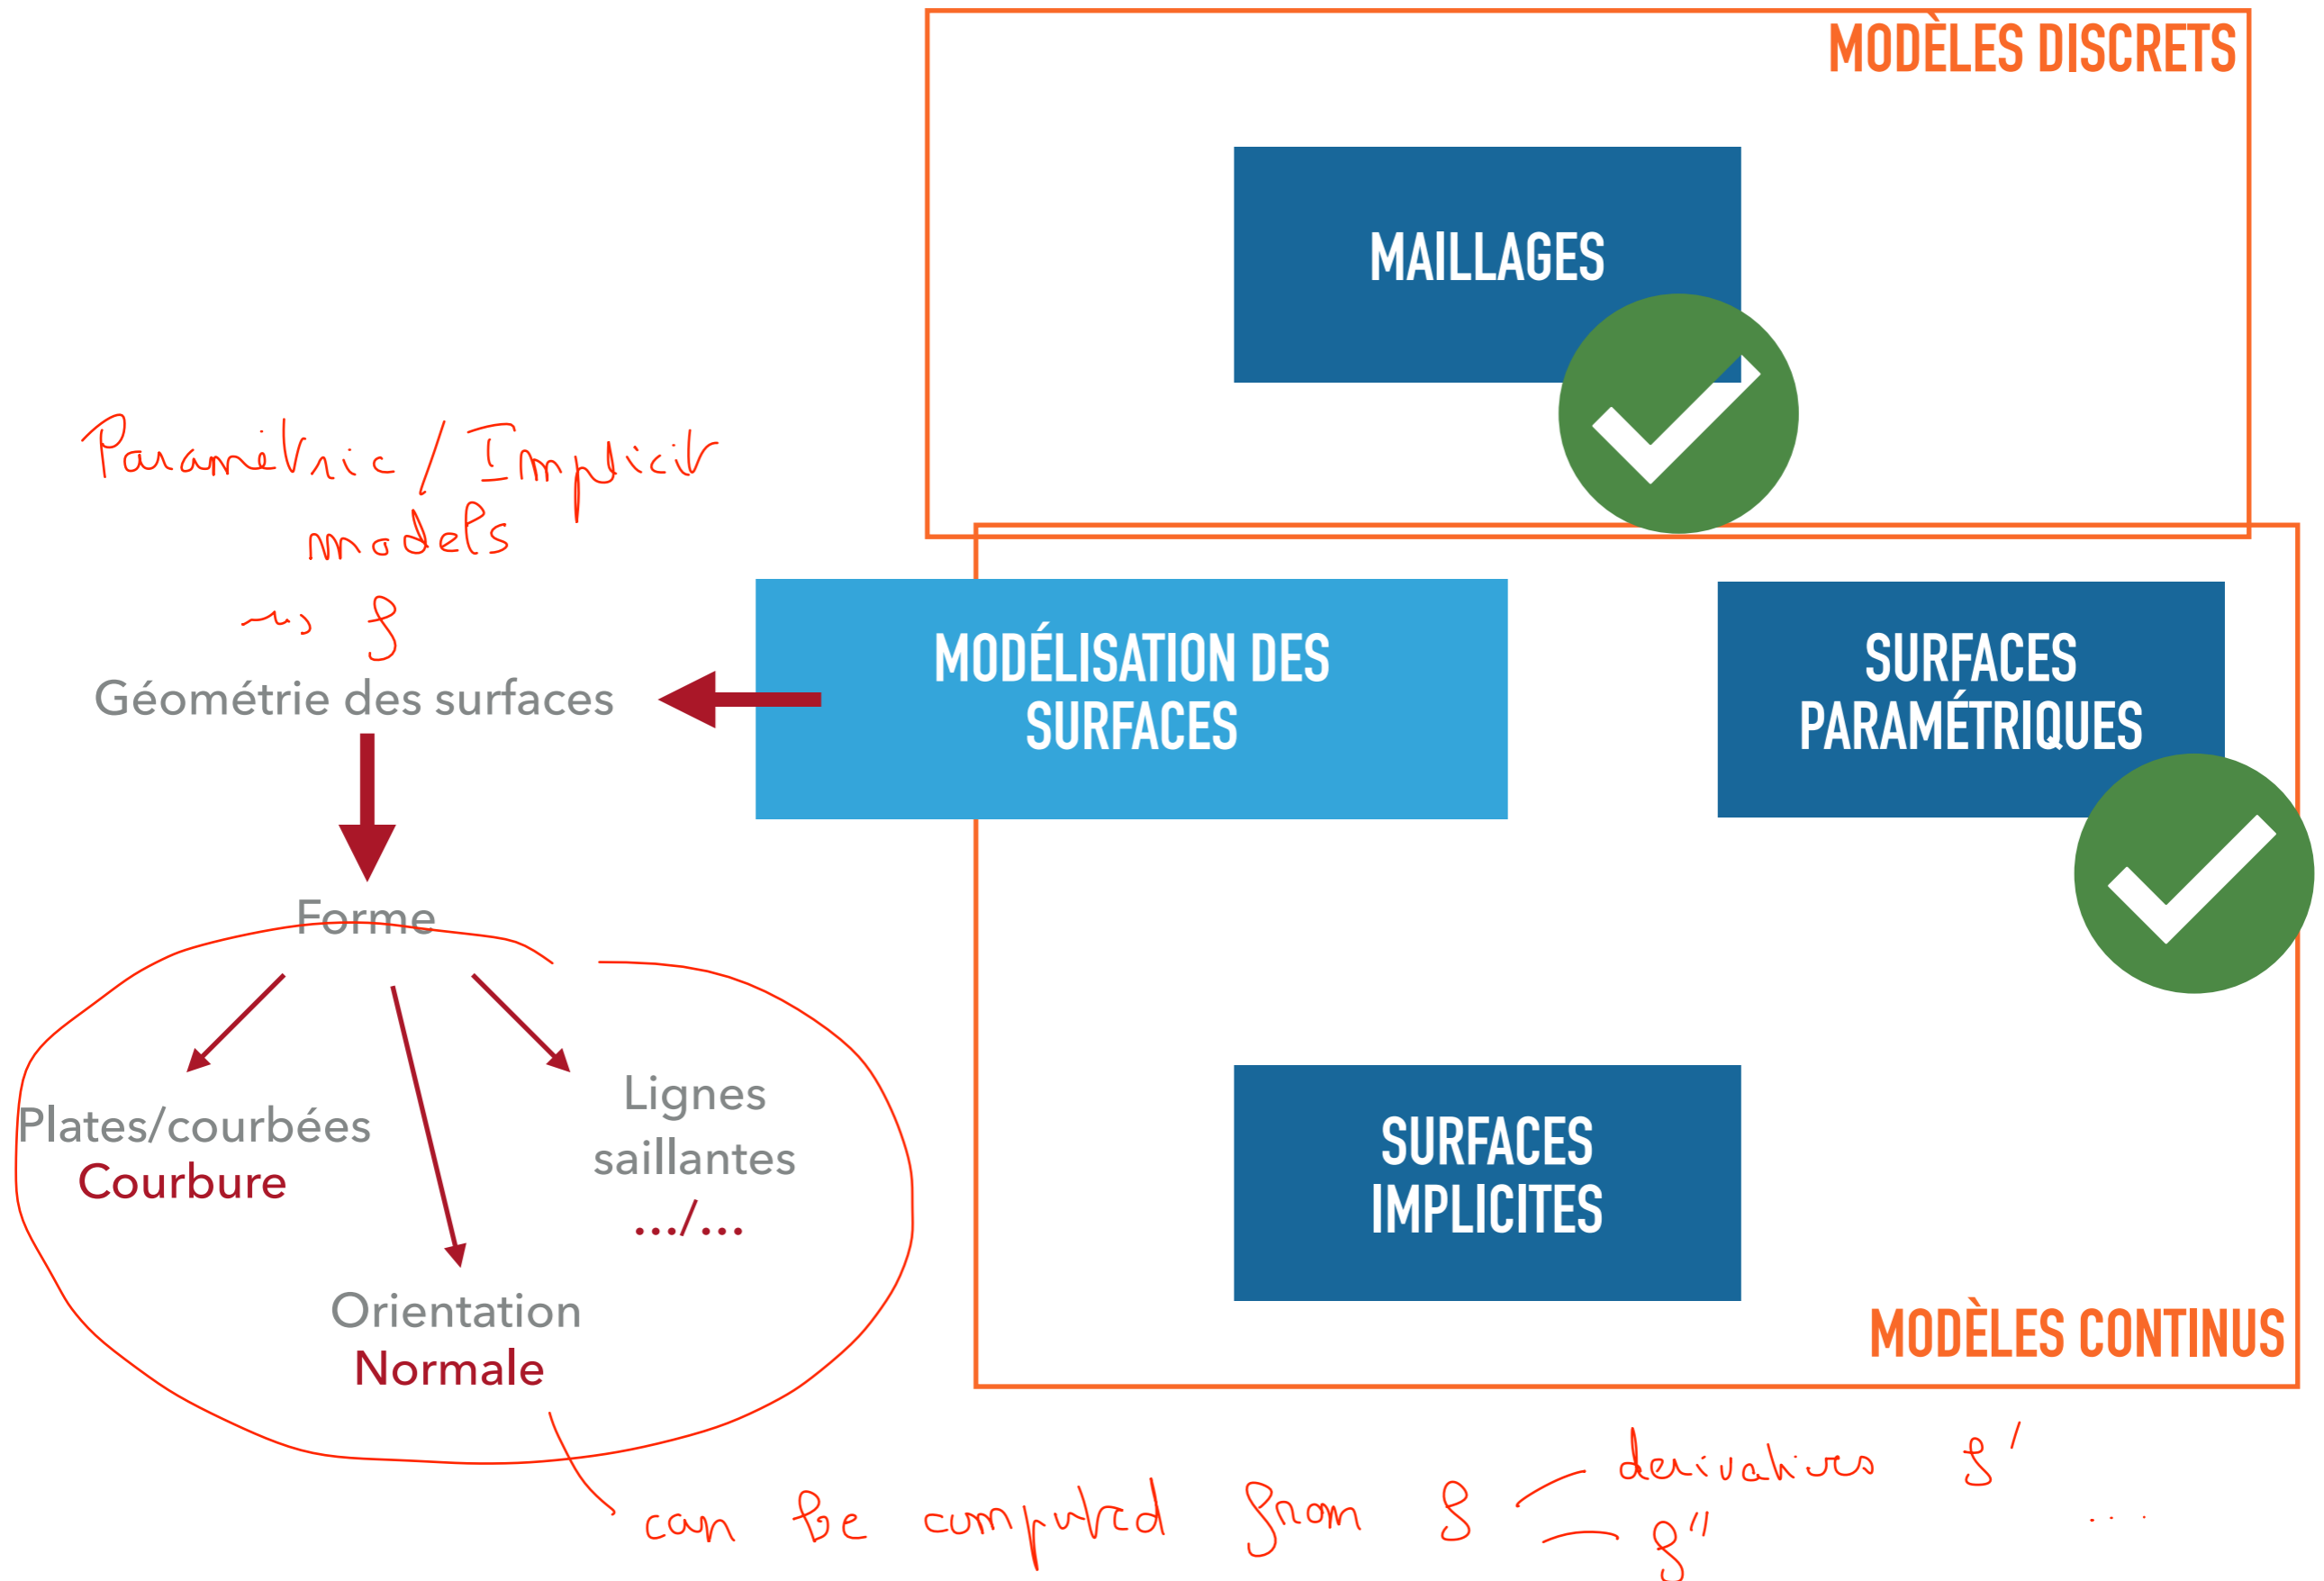 MODÈLES DISCRETS
MAILLAGES
Parametric/Implicit
models
~> f
Géométrie des surfaces
MODÉLISATION DES
SURFACES
SURFACES
PARAMÉTRIQUES
Forme
Plates/courbées
Courbure
Lignes
saillantes
.../...
Orientation
Normale
SURFACES
IMPLICITES
MODÈLES CONTINUS
can be computed from f
derivatives f'
f"
...